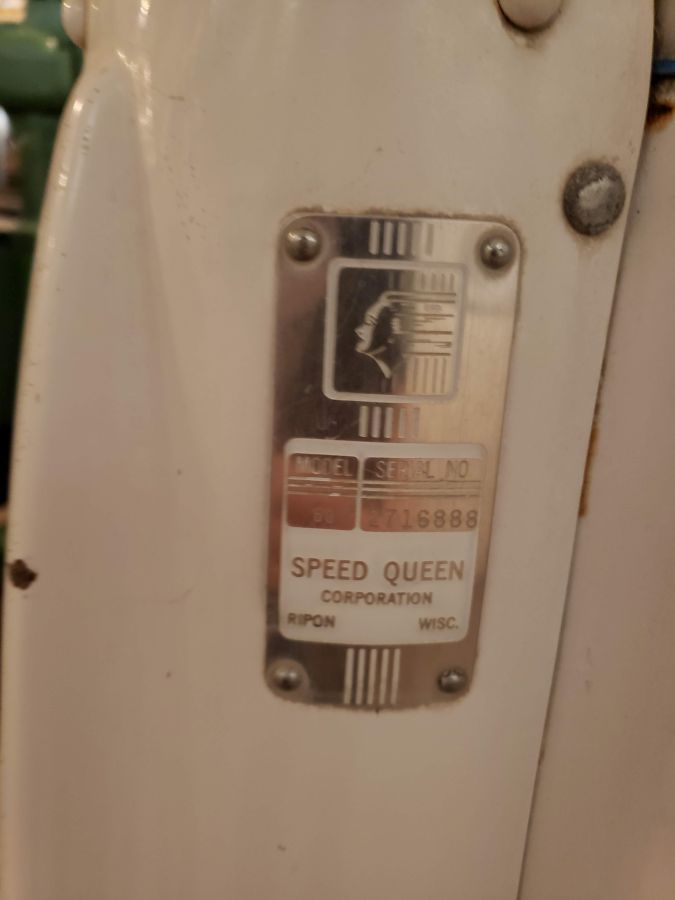 MODEL SERIAL NO
2716888
SPEED QUEEN
CORPORATION
RIPON WISC.